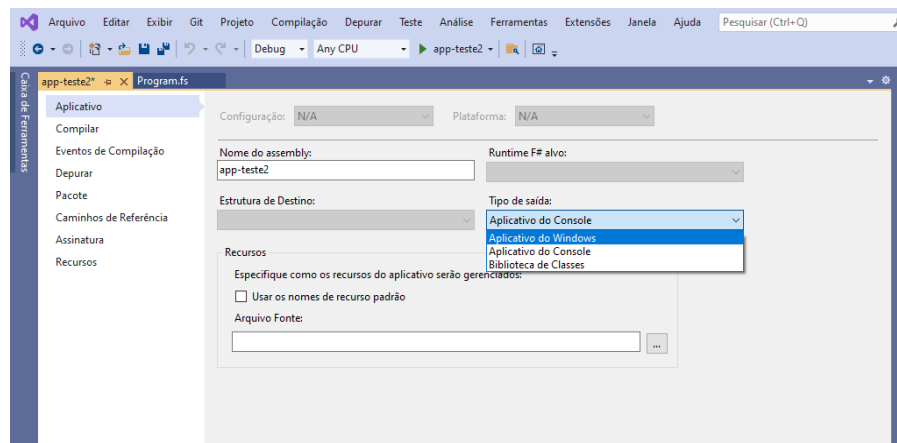 Arquivo Editar Exibir Git Projeto Compilação Depurar Teste Análise Ferramentas Extensões Janela Ajuda Pesquisar (Ctrl+Q)
Debug Any CPU app-teste2
Caixa de Ferramentas
app-teste2* Program.fs
Aplicativo
Compilar
Eventos de Compilação
Depurar
Pacote
Caminhos de Referência
Assinatura
Recursos
Configuração: N/A Plataforma: N/A
Nome do assembly: Runtime F# alvo:
app-teste2
Estrutura de Destino: Tipo de saída:
Aplicativo do Console
Aplicativo do Windows
Aplicativo do Console
Biblioteca de Classes
Recursos
Especifique como os recursos do aplicativo serão gerenciados:
Usar os nomes de recurso padrão
Arquivo Fonte:
...